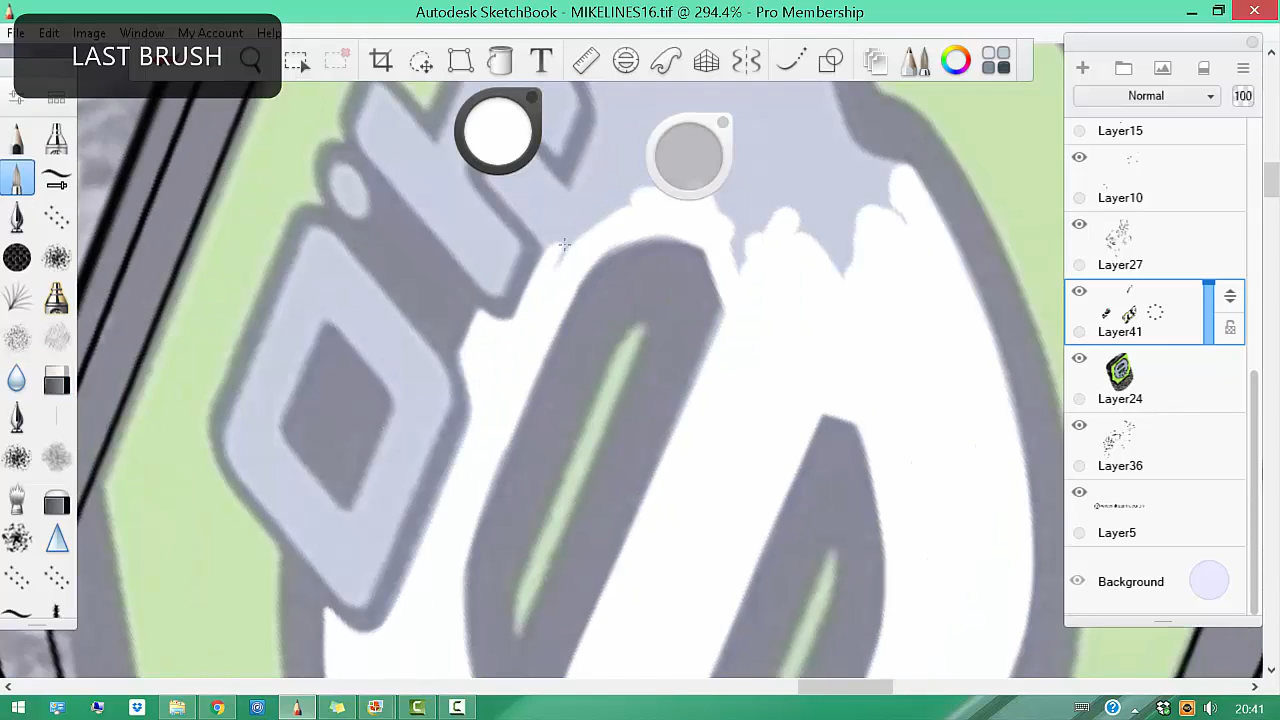 Autodesk SketchBook - MIKELINES16.tif @ 294.4% - Pro Membership
File Edit Image Window My Account Help
LAST BRUSH
T
Normal
100
Layer15
Layer10
Layer27
Layer41
Layer24
Layer36
Layer5
Background
20:41